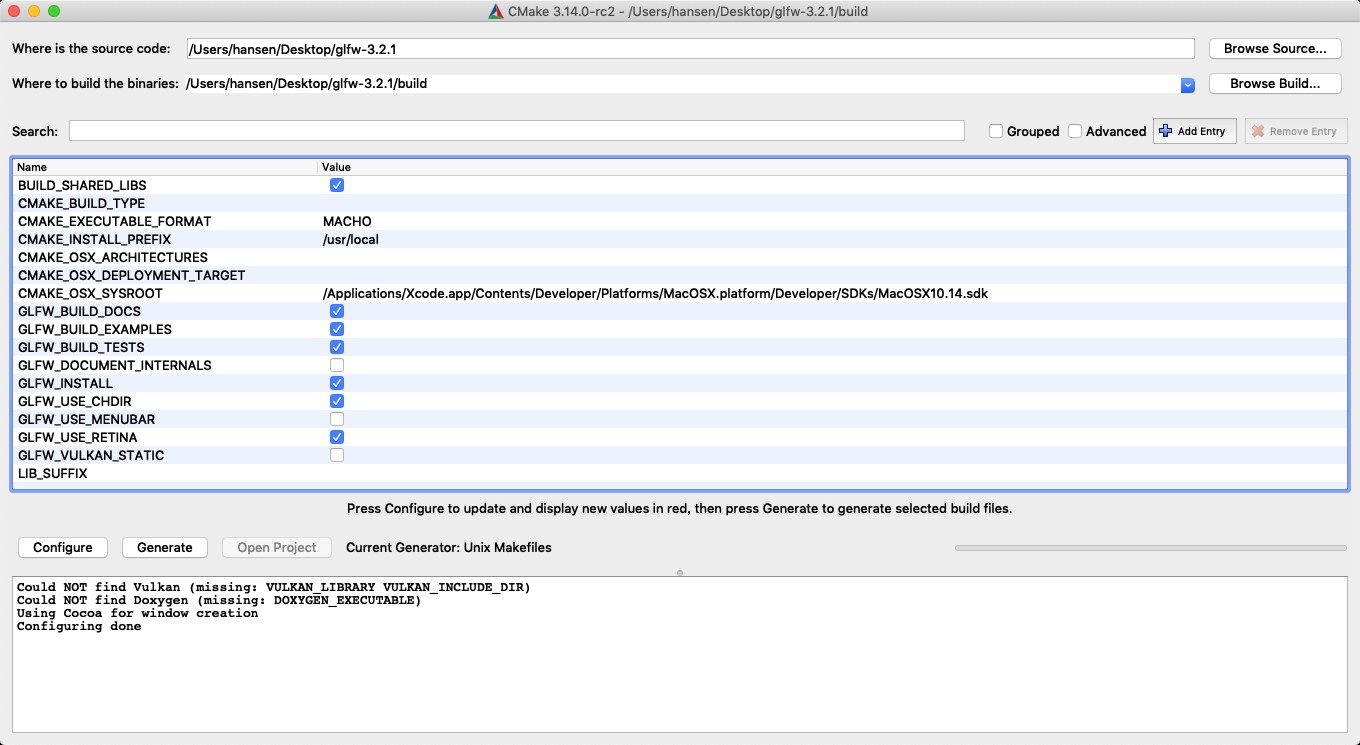 CMake 3.14.0-rc2 - /Users/hansen/Desktop/glfw-3.2.1/build
Where is the source code: /Users/hansen/Desktop/glfw-3.2.1 Browse Source...
Where to build the binaries: /Users/hansen/Desktop/glfw-3.2.1/build Browse Build...
Search: Grouped Advanced Add Entry Remove Entry
Name Value
BUILD_SHARED_LIBS
CMAKE_BUILD_TYPE
CMAKE_EXECUTABLE_FORMAT MACHO
CMAKE_INSTALL_PREFIX /usr/local
CMAKE_OSX_ARCHITECTURES
CMAKE_OSX_DEPLOYMENT_TARGET
CMAKE_OSX_SYSROOT /Applications/Xcode.app/Contents/Developer/Platforms/MacOSX.platform/Developer/SDKs/MacOSX10.14.sdk
GLFW_BUILD_DOCS
GLFW_BUILD_EXAMPLES
GLFW_BUILD_TESTS
GLFW_DOCUMENT_INTERNALS
GLFW_INSTALL
GLFW_USE_CHDIR
GLFW_USE_MENUBAR
GLFW_USE_RETINA
GLFW_VULKAN_STATIC
LIB_SUFFIX
Press Configure to update and display new values in red, then press Generate to generate selected build files.
Configure Generate Open Project Current Generator: Unix Makefiles
Could NOT find Vulkan (missing: VULKAN_LIBRARY VULKAN_INCLUDE_DIR)
Could NOT find Doxygen (missing: DOXYGEN_EXECUTABLE)
Using Cocoa for window creation
Configuring done